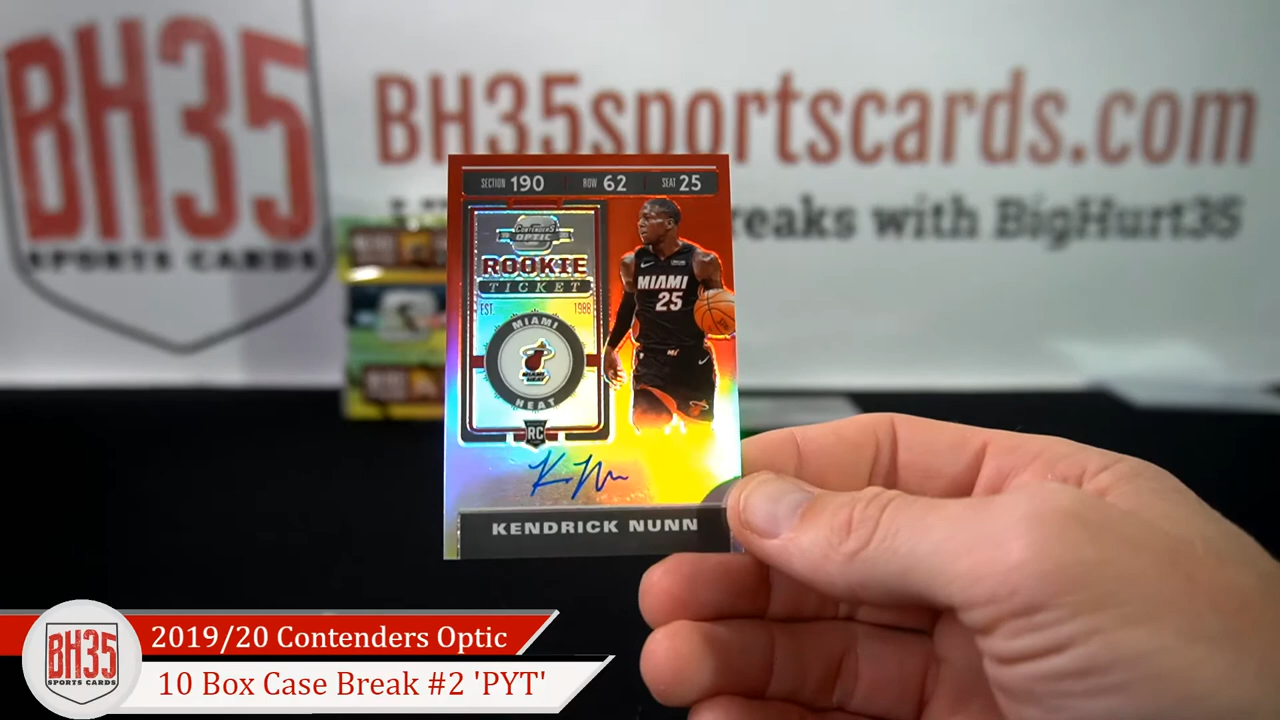 BH35
SPORTS CARDS
BH35sportscards.com
reaks with BigHurt35
SECTION 190 ROW 62 SEAT 25
CONTENDERS
OPTIC
ROOKIE
TICKET
EST. 1988
MIAMI
MIAMI HEAT
HEAT
RC
MIAMI
25
KENDRICK NUNN
2019/20 Contenders Optic
10 Box Case Break #2 'PYT'
BH35
SPORTS CARDS